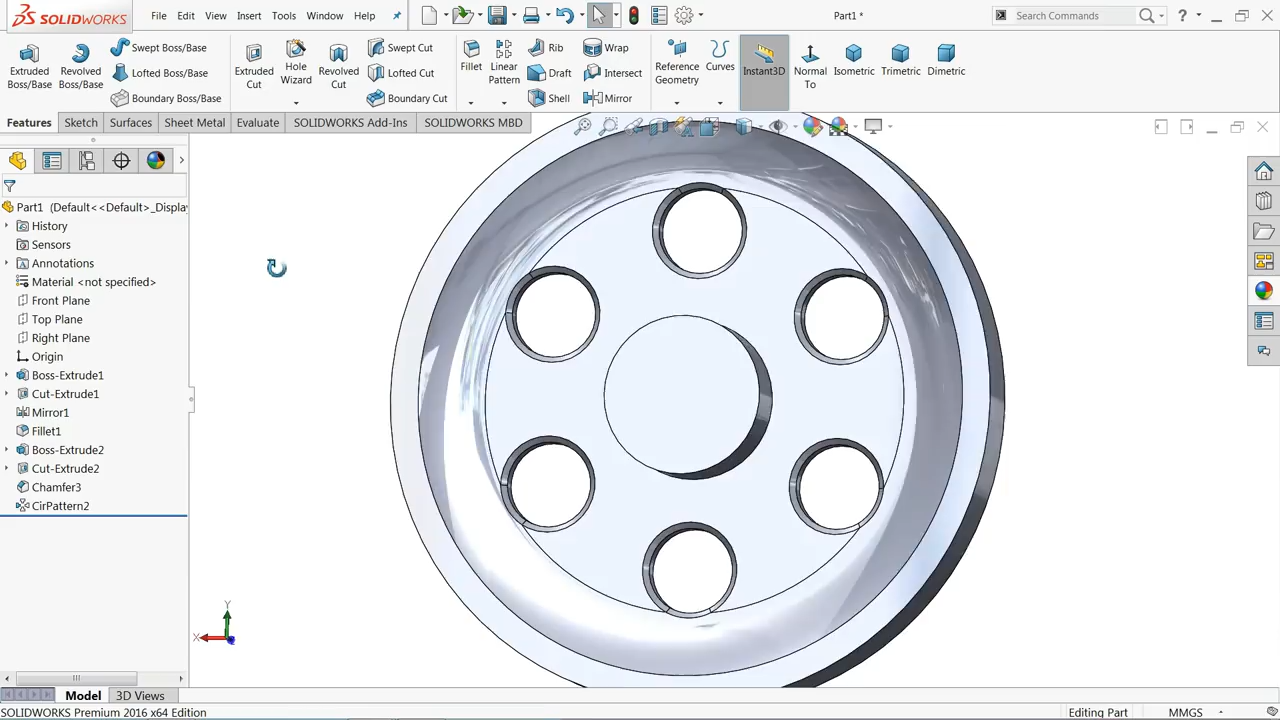 SOLIDWORKS
File
Edit
View
Insert
Tools
Window
Help
Part1 *
Search Commands
Extruded Boss/Base
Revolved Boss/Base
Swept Boss/Base
Lofted Boss/Base
Boundary Boss/Base
Extruded Cut
Hole Wizard
Revolved Cut
Swept Cut
Lofted Cut
Boundary Cut
Fillet
Linear Pattern
Rib
Draft
Shell
Wrap
Intersect
Mirror
Reference Geometry
Curves
Instant3D
Normal To
Isometric
Trimetric
Dimetric
Features
Sketch
Surfaces
Sheet Metal
Evaluate
SOLIDWORKS Add-Ins
SOLIDWORKS MBD
Part1 (Default<<Default>_Display
History
Sensors
Annotations
Material <not specified>
Front Plane
Top Plane
Right Plane
Origin
Boss-Extrude1
Cut-Extrude1
Mirror1
Fillet1
Boss-Extrude2
Cut-Extrude2
Chamfer3
CirPattern2
Y
X
Model
3D Views
SOLIDWORKS Premium 2016 x64 Edition
Editing Part
MMGS